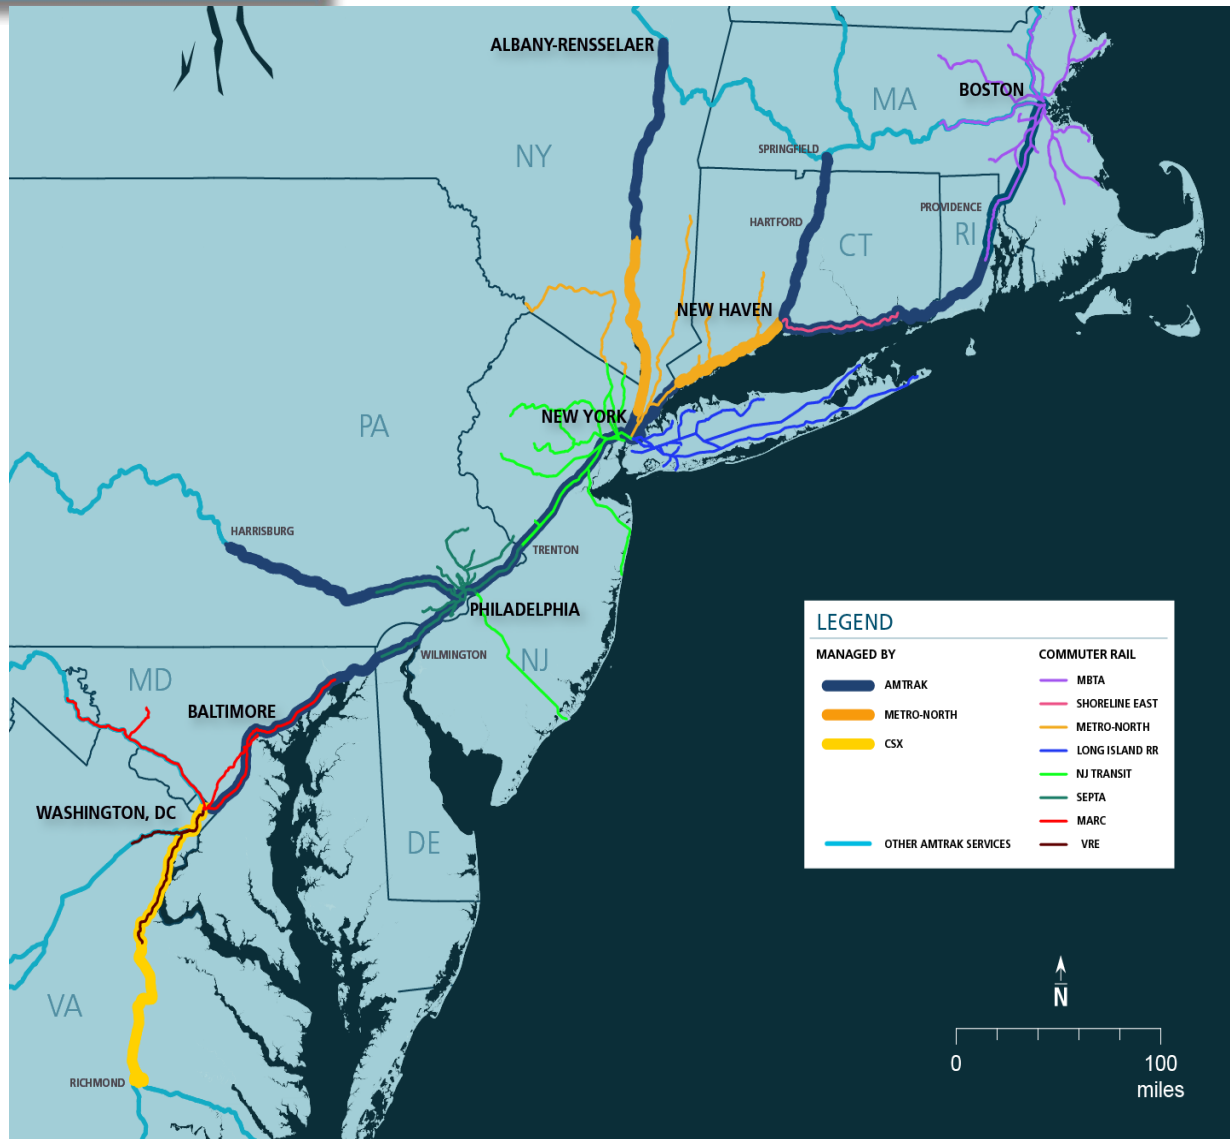 ALBANY-RENSSELAER
BOSTON
MA
SPRINGFIELD
NY
PROVIDENCE
HARTFORD
RI
CT
NEW HAVEN
NEW YORK
PA
HARRISBURG
TRENTON
PHILADELPHIA
WILMINGTON
NJ
MD
BALTIMORE
WASHINGTON, DC
DE
VA
RICHMOND
LEGEND
MANAGED BY
AMTRAK
METRO-NORTH
CSX
OTHER AMTRAK SERVICES
COMMUTER RAIL
MBTA
SHORELINE EAST
METRO-NORTH
LONG ISLAND RR
NJ TRANSIT
SEPTA
MARC
VRE
N
0 100
miles